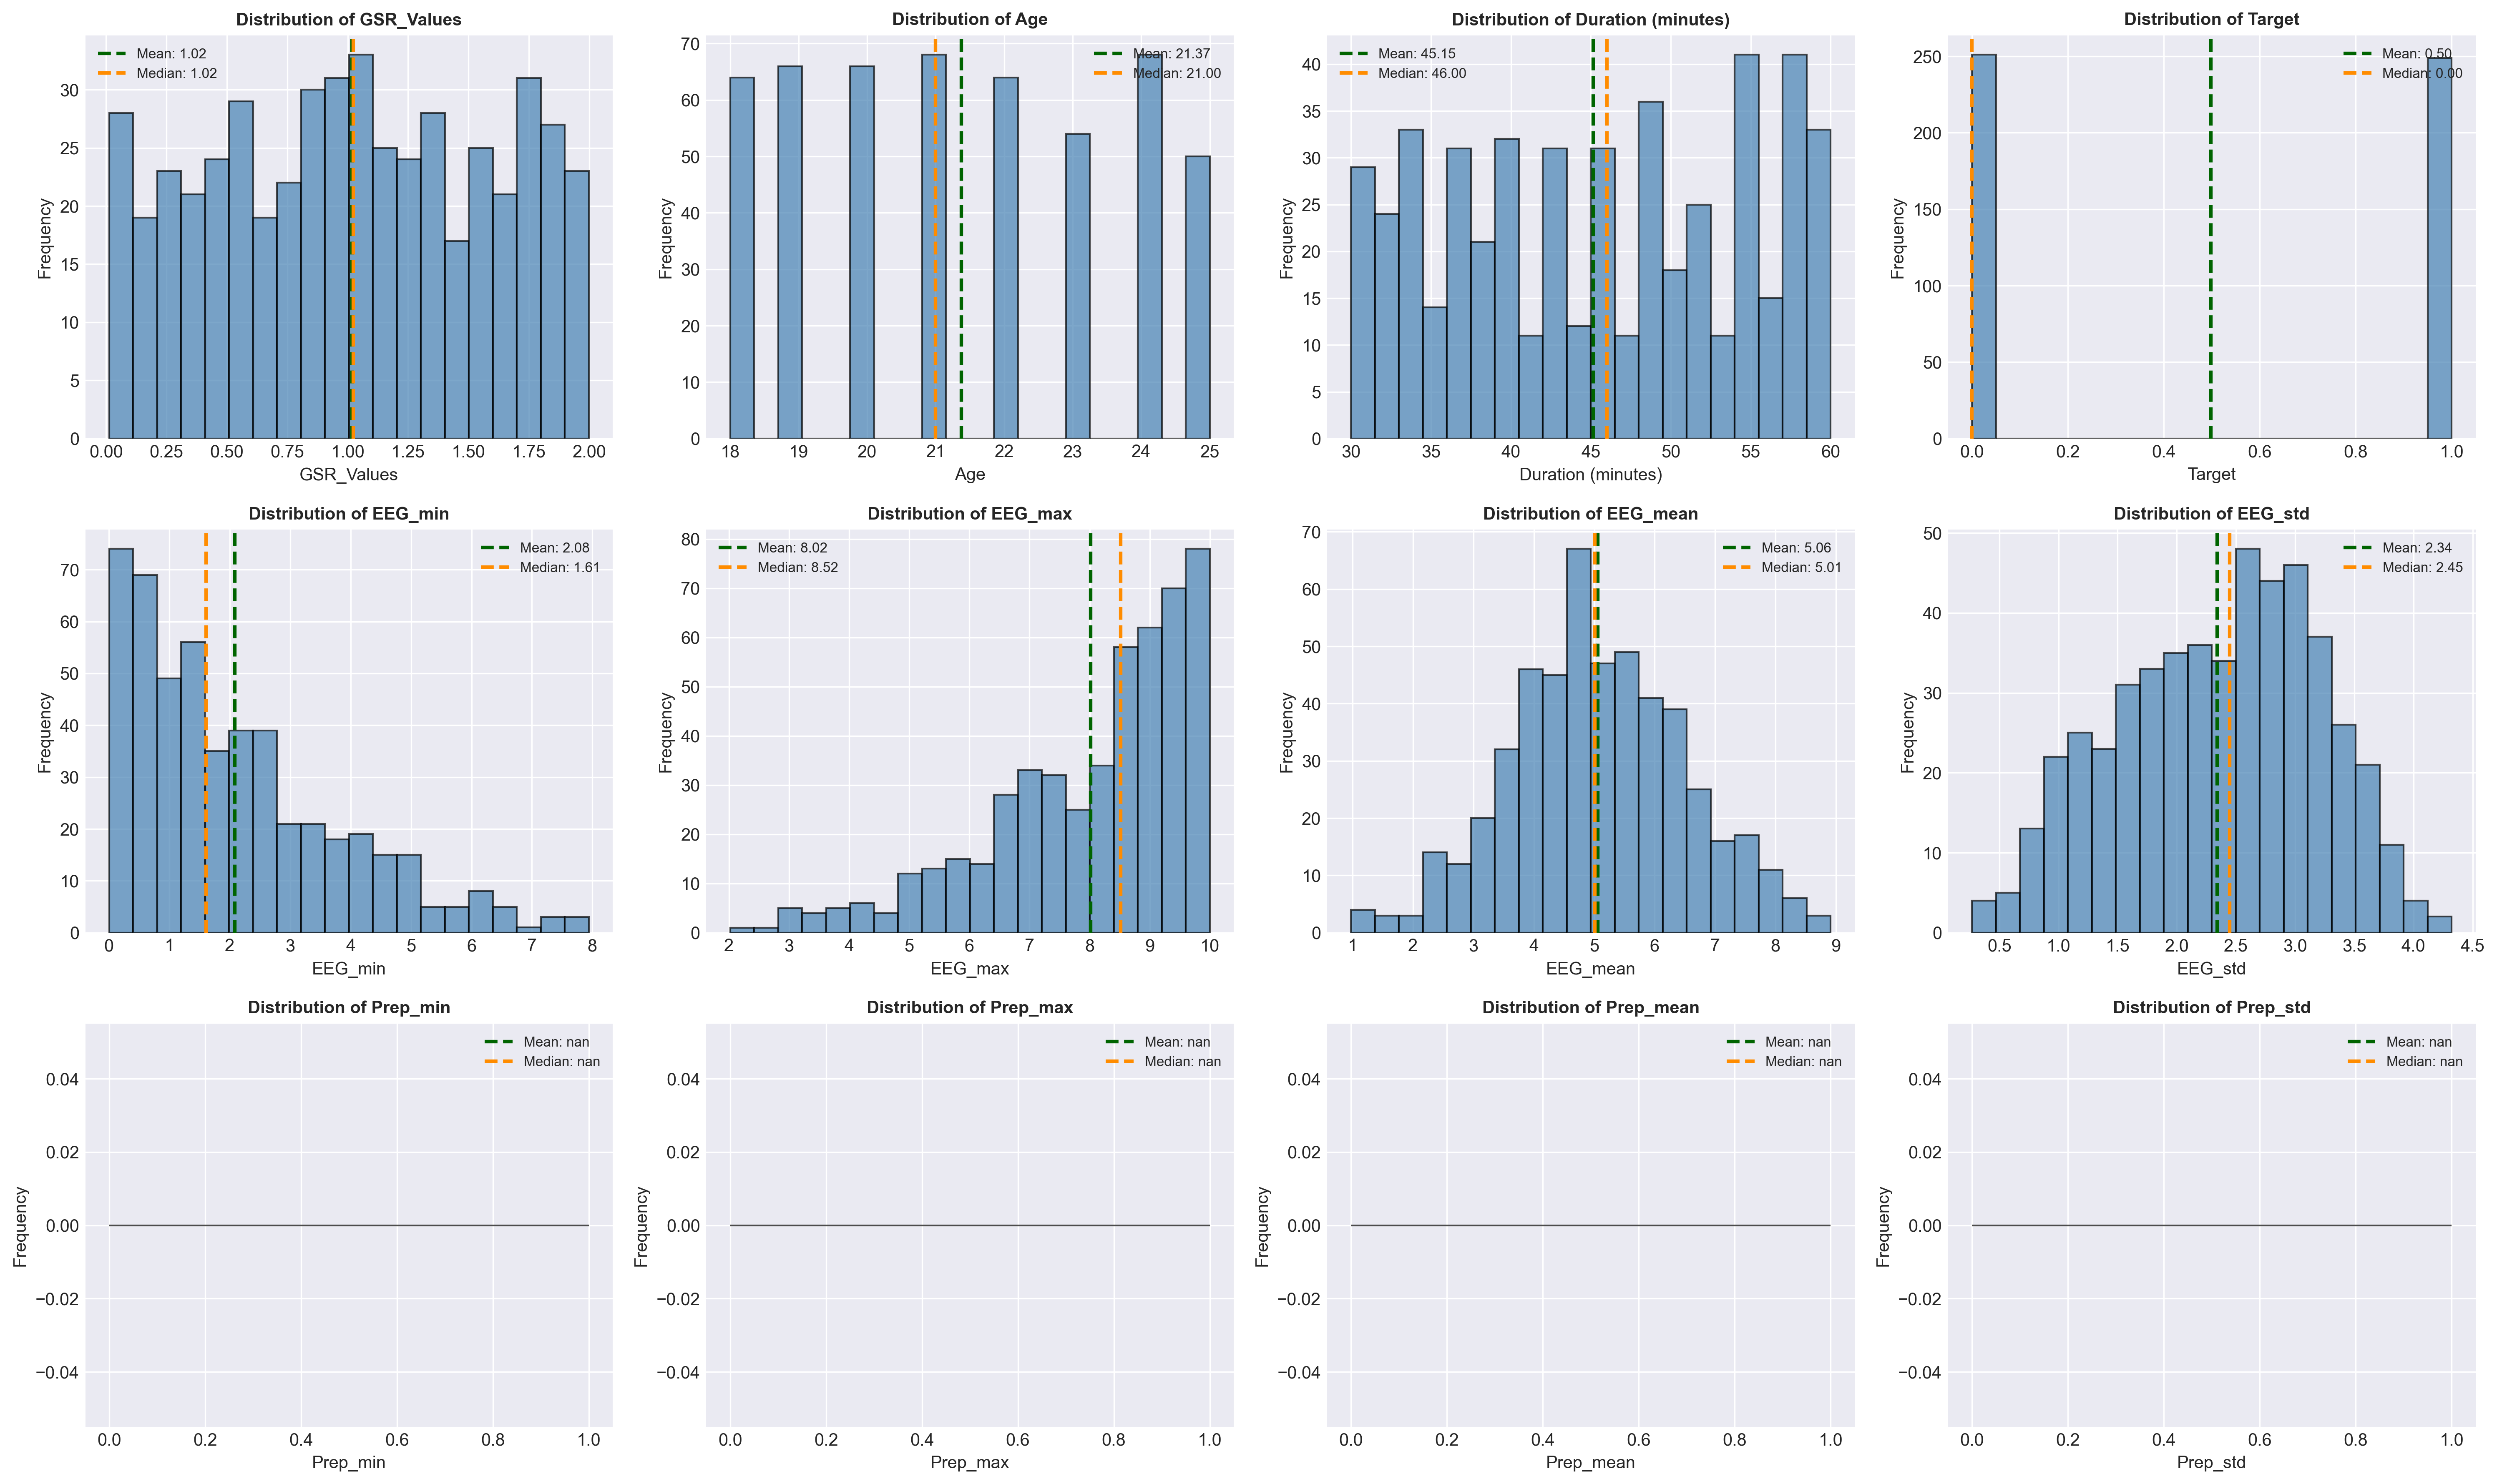 Distribution of GSR_Values
Mean: 1.02
Median: 1.02
Frequency
30
25
20
15
10
5
0
0.00 0.25 0.50 0.75 1.00 1.25 1.50 1.75 2.00
GSR_Values
Distribution of Age
Mean: 21.37
Median: 21.00
Frequency
70
60
50
40
30
20
10
0
18 19 20 21 22 23 24 25
Age
Distribution of Duration (minutes)
Mean: 45.15
Median: 46.00
Frequency
40
35
30
25
20
15
10
5
0
30 35 40 45 50 55 60
Duration (minutes)
Distribution of Target
Mean: 0.50
Median: 0.00
Frequency
250
200
150
100
50
0
0.0 0.2 0.4 0.6 0.8 1.0
Target
Distribution of EEG_min
Mean: 2.08
Median: 1.61
Frequency
70
60
50
40
30
20
10
0
0 1 2 3 4 5 6 7 8
EEG_min
Distribution of EEG_max
Mean: 8.02
Median: 8.52
Frequency
80
70
60
50
40
30
20
10
0
2 3 4 5 6 7 8 9 10
EEG_max
Distribution of EEG_mean
Mean: 5.06
Median: 5.01
Frequency
70
60
50
40
30
20
10
0
1 2 3 4 5 6 7 8 9
EEG_mean
Distribution of EEG_std
Mean: 2.34
Median: 2.45
Frequency
50
40
30
20
10
0
0.5 1.0 1.5 2.0 2.5 3.0 3.5 4.0 4.5
EEG_std
Distribution of Prep_min
Mean: nan
Median: nan
Frequency
0.04
0.02
0.00
−0.02
−0.04
0.0 0.2 0.4 0.6 0.8 1.0
Prep_min
Distribution of Prep_max
Mean: nan
Median: nan
Frequency
0.04
0.02
0.00
−0.02
−0.04
0.0 0.2 0.4 0.6 0.8 1.0
Prep_max
Distribution of Prep_mean
Mean: nan
Median: nan
Frequency
0.04
0.02
0.00
−0.02
−0.04
0.0 0.2 0.4 0.6 0.8 1.0
Prep_mean
Distribution of Prep_std
Mean: nan
Median: nan
Frequency
0.04
0.02
0.00
−0.02
−0.04
0.0 0.2 0.4 0.6 0.8 1.0
Prep_std